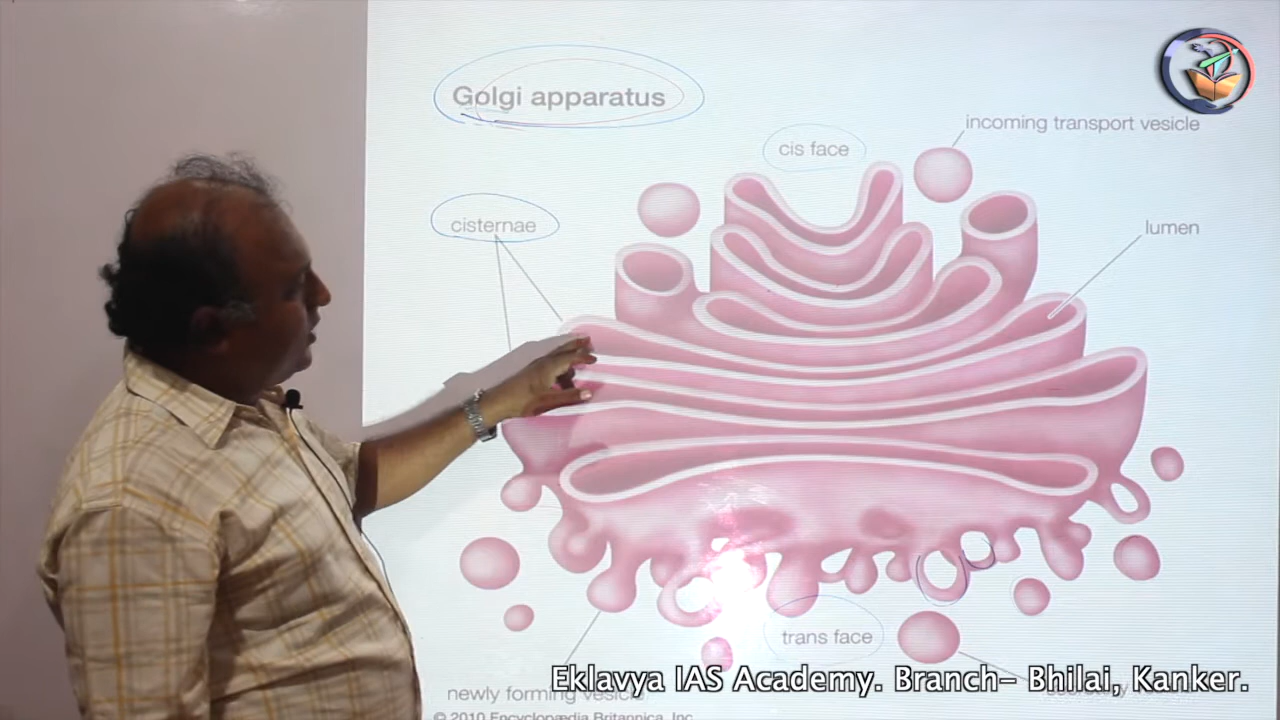 Golgi apparatus
incoming transport vesicle
cis face
cisternae
lumen
trans face
Eklavya IAS Academy. Branch– Bhilai, Kanker.
newly forming
© 2010 Encyclopædia Britannica, Inc.